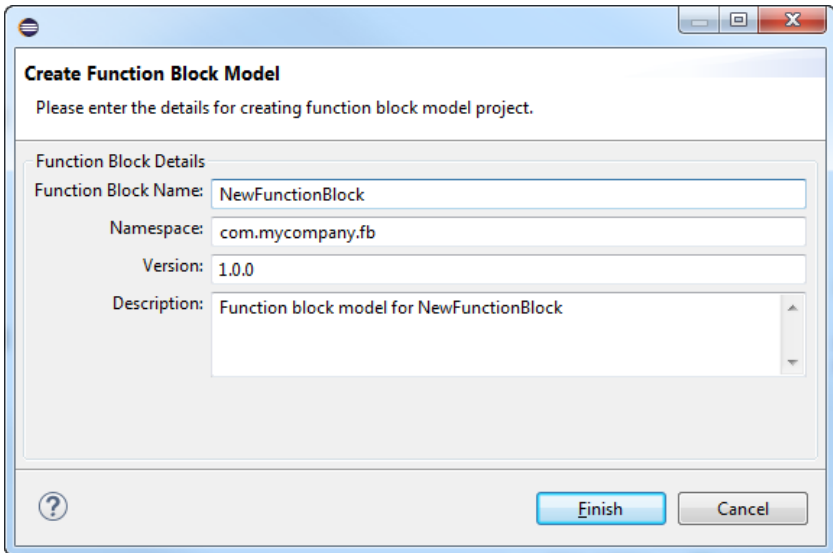 Create Function Block Model
Please enter the details for creating function block model project.
Function Block Details
Function Block Name: NewFunctionBlock
Namespace: com.mycompany.fb
Version: 1.0.0
Description: Function block model for NewFunctionBlock
? Finish Cancel